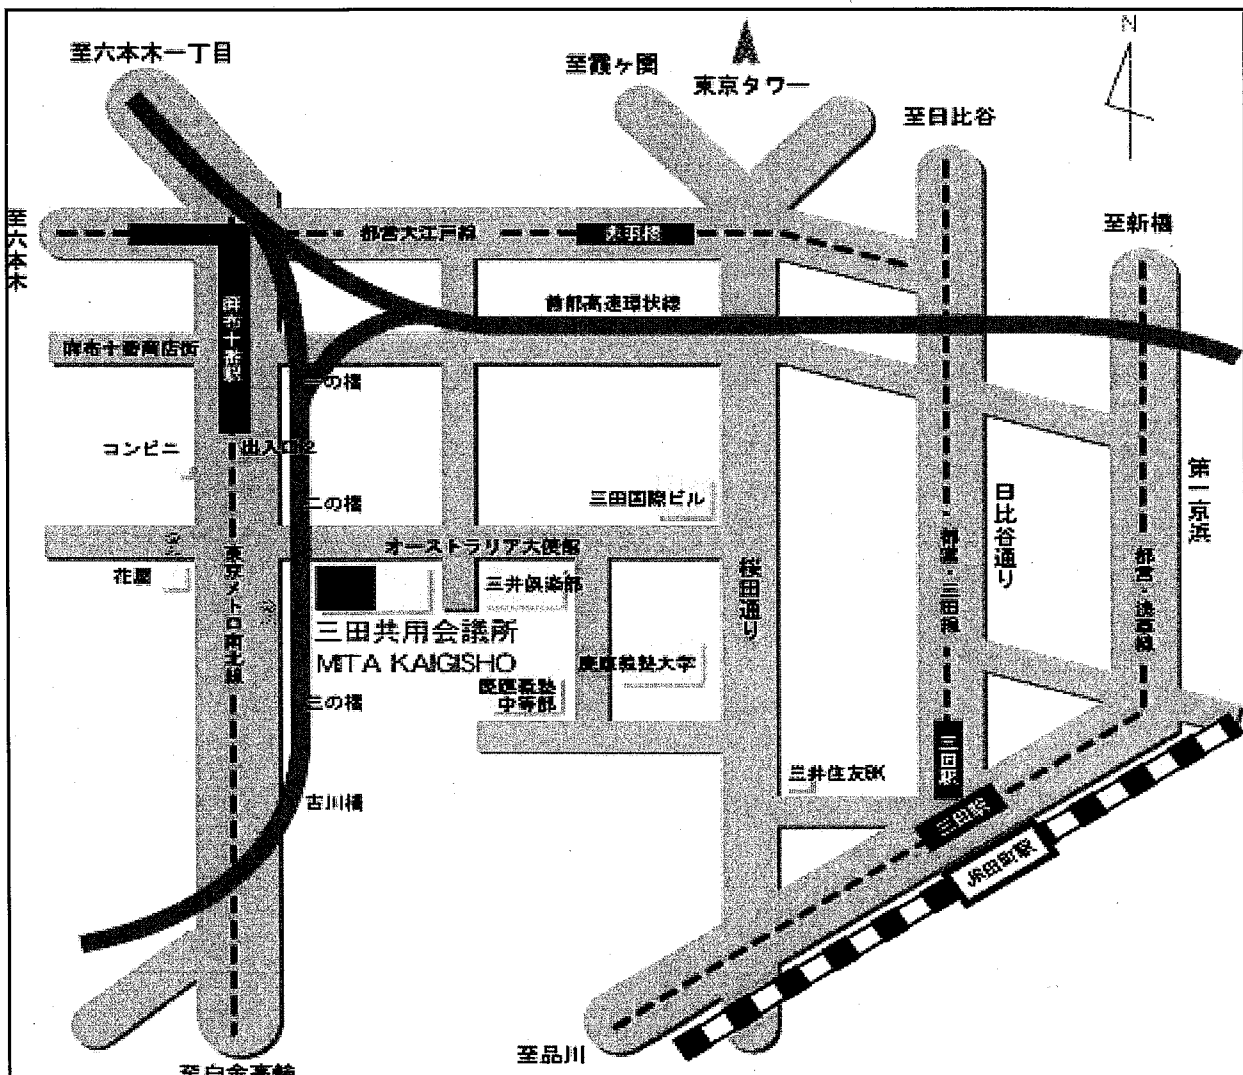 至六本木一丁目
至霞ヶ関
東京タワー
N
至日比谷
至新橋
至六本木
都営大江戸線
赤羽橋
首都高速環状線
麻布十番駅
麻布十番商店街
一の橋
コンビニ
出入口2
二の橋
三田国際ビル
日比谷通り
第一京浜
オーストラリア大使館
花屋
東京メトロ南北線
三井倶楽部
桜田通り
都営・三田線
都営・浅草線
三田共用会議所
MITA KAIGISHO
慶應義塾大学
慶應義塾
中等部
三の橋
三田駅
三井住友BK
古川橋
三田駅
JR田町駅
至品川
至白金高輪